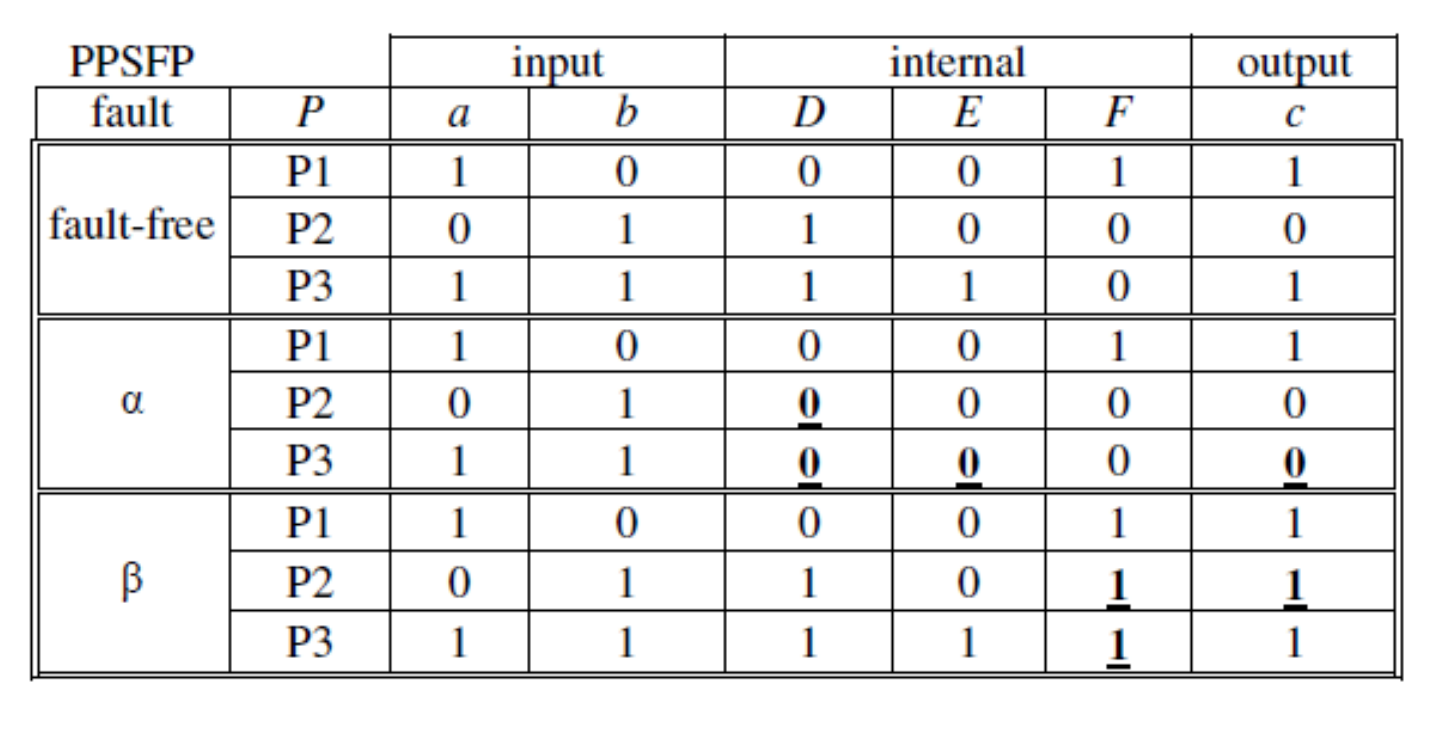 PPSFP input internal output
fault P a b D E F c
fault-free P1 1 0 0 0 1 1
P2 0 1 1 0 0 0
P3 1 1 1 1 0 1
α P1 1 0 0 0 1 1
P2 0 1 0 0 0 0
P3 1 1 0 0 0 0
β P1 1 0 0 0 1 1
P2 0 1 1 0 1 1
P3 1 1 1 1 1 1